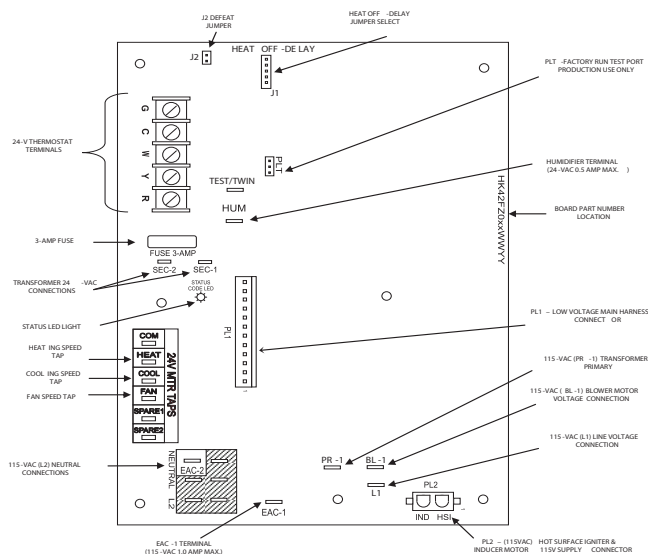 J2 DEFEAT
JUMPER
HEAT OFF -DELAY
JUMPER SELECT
J2
HEAT OFF -DE LAY
J1
PLT -FACTORY RUN TEST PORT
PRODUCTION USE ONLY
24-V THERMOSTAT
TERMINALS
G
C
W
Y
R
PLT
TEST/TWIN
HUM
HUMIDIFIER TERMINAL
(24 -VAC 0.5 AMP MAX. )
HK42FZ0xxWWYY
BOARD PART NUMBER
LOCATION
3-AMP FUSE
FUSE 3-AMP
SEC-2
SEC-1
TRANSFORMER 24 -VAC
CONNECTIONS
STATUS
CODE LED
STATUS LED LIGHT
PL1
1
PL1 – LOW VOLTAGE MAIN HARNESS
CONNECT OR
COM
HEAT
COOL
FAN
SPARE1
SPARE2
24V MTR TAPS
HEAT ING SPEED
TAP
COOL ING SPEED
TAP
FAN SPEED TAP
115 -VAC (PR -1) TRANSFORMER
PRIMARY
115 -VAC ( BL -1) BLOWER MOTOR
VOLTAGE CONNECTION
115 -VAC (L1) LINE VOLTAGE
CONNECTION
115 -VAC (L2) NEUTRAL
CONNECTIONS
NEUTRAL L2
EAC-2
PR -1
BL -1
L1
PL2
1
IND HSI
EAC-1
EAC -1 TERMINAL
(115 -VAC 1.0 AMP MAX.)
PL2 – (115VAC) HOT SURFACE IGNITER &
INDUCER MOTOR 115V SUPPLY CONNECTOR